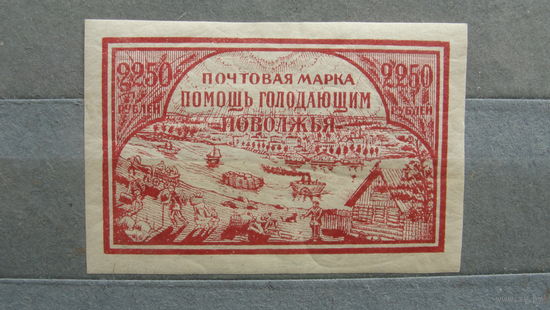 2250 2250
РУБЛЕЙ РУБЛЕЙ
ПОЧТОВАЯ МАРКА
ПОМОЩЬ ГОЛОДАЮЩИМ
ПОВОЛЖЬЯ